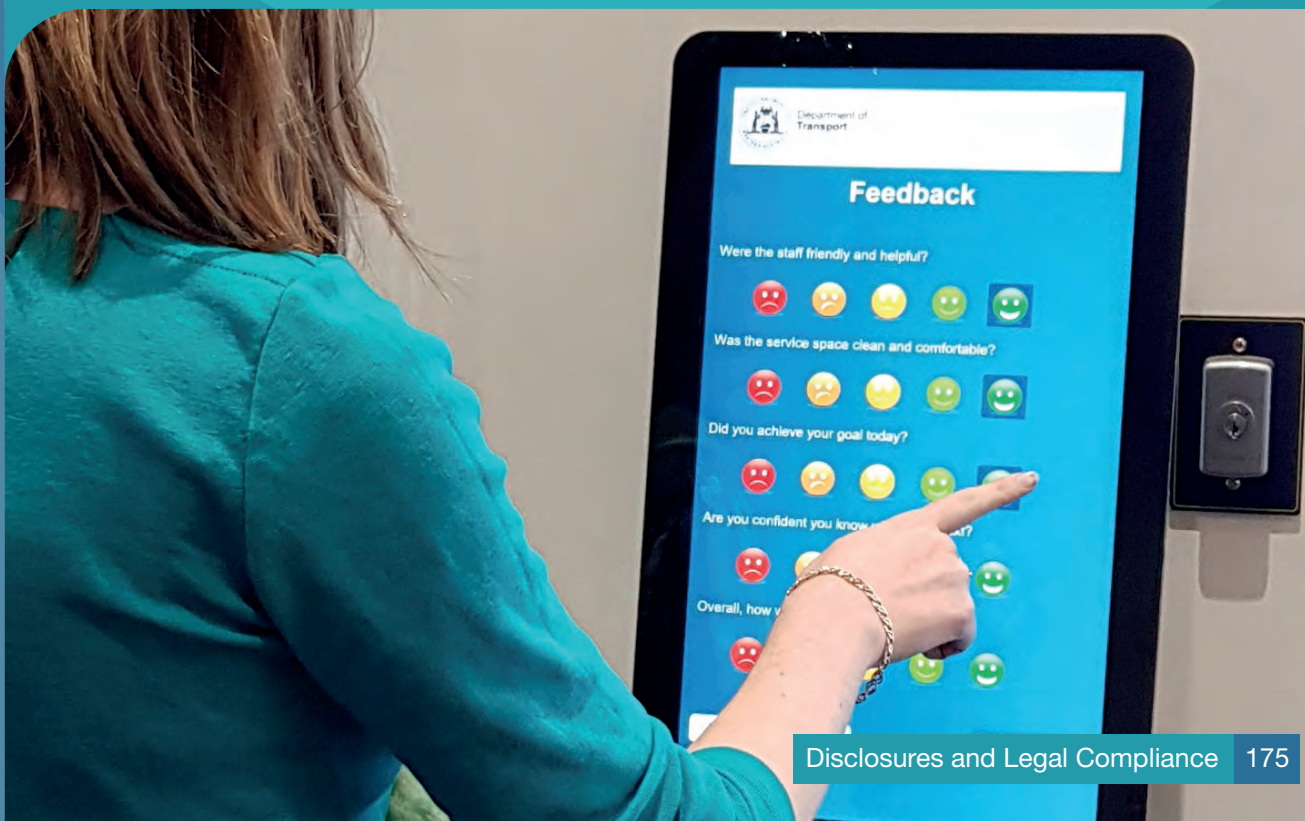 Department of
Transport
Feedback
Were the staff friendly and helpful?
Was the service space clean and comfortable?
Did you achieve your goal today?
Are you confident you know
Overall, how
Disclosures and Legal Compliance 175